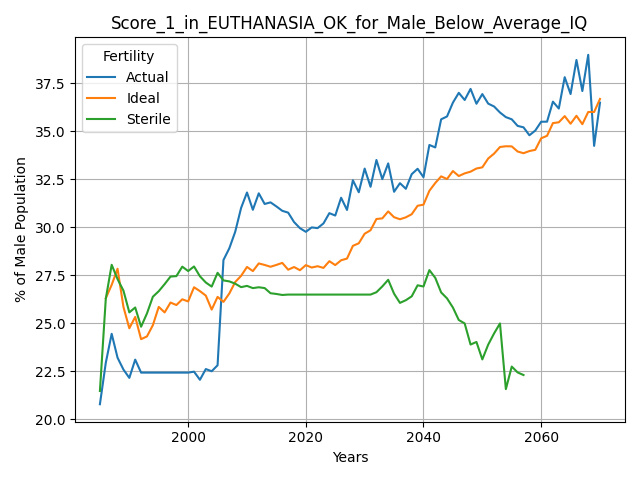 Score_1_in_EUTHANASIA_OK_for_Male_Below_Average_IQ
Fertility
Actual
Ideal
Sterile
% of Male Population
37.5
35.0
32.5
30.0
27.5
25.0
22.5
20.0
2000
2020
2040
2060
Years